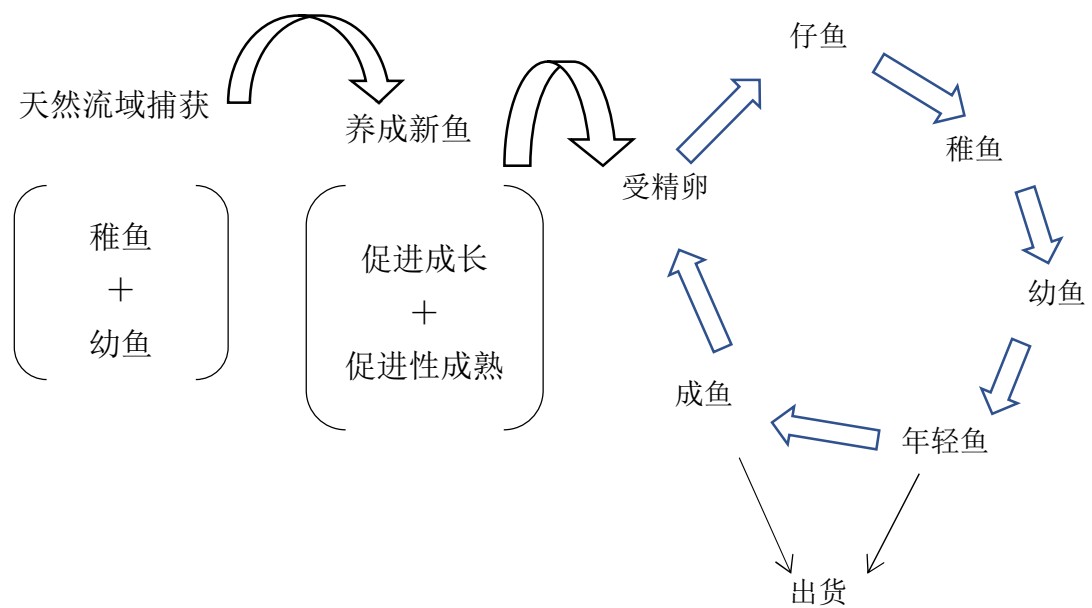 天然流域捕获
稚鱼
+
幼鱼
养成新鱼
促进成长
+
促进性成熟
受精卵
仔鱼
稚鱼
幼鱼
年轻鱼
成鱼
出货